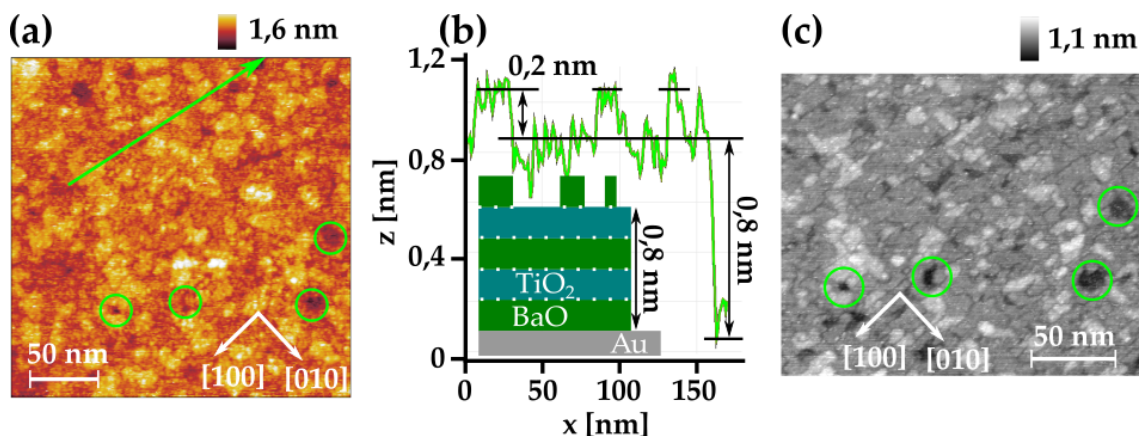 (a)
1,6 nm
50 nm
[100]
[010]
(b)
z [nm]
1,2
0,8
0,4
0
0,2 nm
0,8 nm
0,8 nm
TiO₂
BaO
Au
0
50
100
150
x [nm]
(c)
1,1 nm
[100]
[010]
50 nm